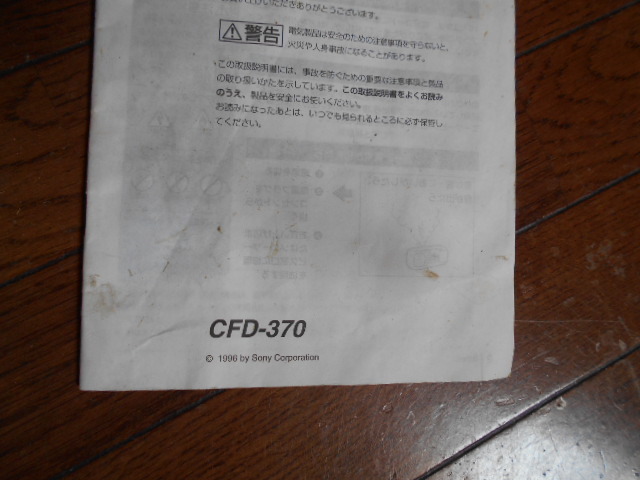 お買い上げいただきありがとうございます。
警告
電気製品は安全のための注意事項を守らないと、
火災や人身事故になることがあります。
この取扱説明書には、事故を防ぐための重要な注意事項と製品
の取り扱いかたを示しています。この取扱説明書をよくお読み
のうえ、製品を安全にお使いください。
お読みになったあとは、いつでも見られるところに必ず保管し
てください。
CFD-370
© 1996 by Sony Corporation